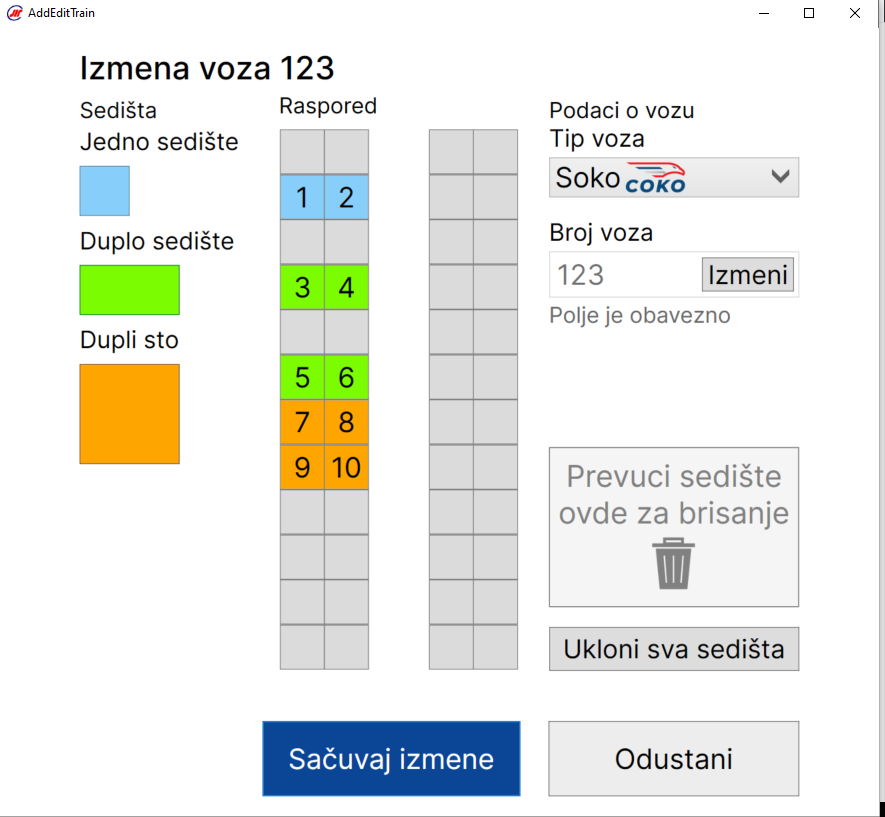 AddEditTrain
Izmena voza 123
Sedišta
Jedno sedište
Duplo sedište
Dupli sto
Raspored
1 2
3 4
5 6
7 8
9 10
Podaci o vozu
Tip voza
Soko СОКО
Broj voza
123 Izmeni
Polje je obavezno
Prevuci sedište
ovde za brisanje
Ukloni sva sedišta
Sačuvaj izmene
Odustani